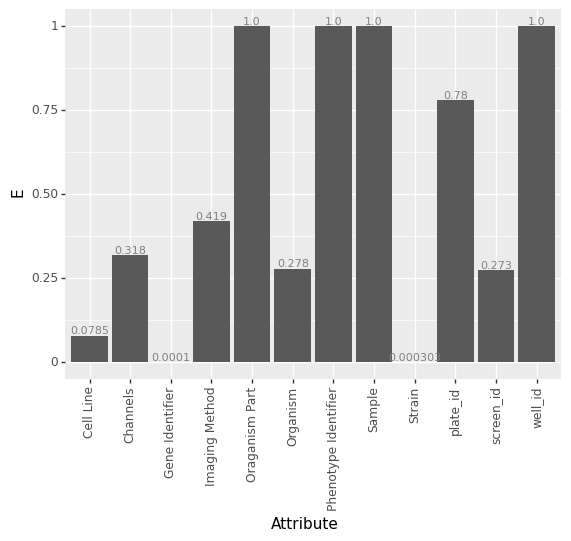 1.0 1.0 1.0 1.0
1
0.78
0.75
0.50
0.419
0.318
0.278
0.273
0.25
0.0785
0.0001
0.000303
0
E
Cell Line
Channels
Gene Identifier
Imaging Method
Oraganism Part
Organism
Phenotype Identifier
Sample
Strain
plate_id
screen_id
well_id
Attribute